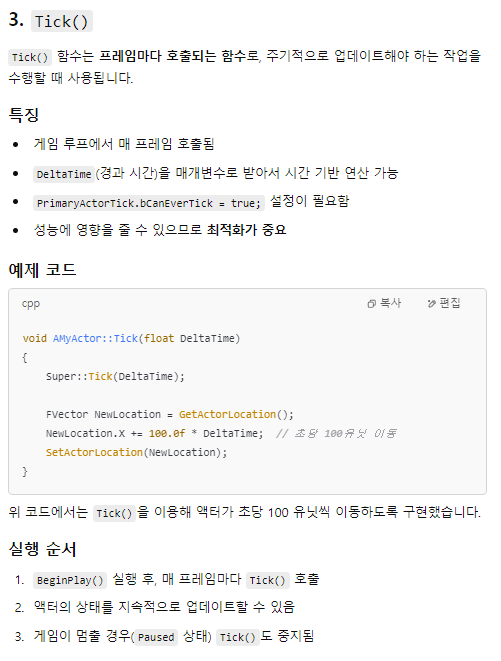 3. Tick()
Tick() 함수는 프레임마다 호출되는 함수로, 주기적으로 업데이트해야 하는 작업을
수행할 때 사용됩니다.
특징
• 게임 루프에서 매 프레임 호출됨
• DeltaTime(경과 시간)을 매개변수로 받아서 시간 기반 연산 가능
• PrimaryActorTick.bCanEverTick = true; 설정이 필요함
• 성능에 영향을 줄 수 있으므로 최적화가 중요
예제 코드
cpp 복사 편집
void AMyActor::Tick(float DeltaTime)
{
    Super::Tick(DeltaTime);
    FVector NewLocation = GetActorLocation();
    NewLocation.X += 100.0f * DeltaTime;  // 초당 100유닛 이동
    SetActorLocation(NewLocation);
}
위 코드에서는 Tick()을 이용해 액터가 초당 100 유닛씩 이동하도록 구현했습니다.
실행 순서
1. BeginPlay() 실행 후, 매 프레임마다 Tick() 호출
2. 액터의 상태를 지속적으로 업데이트할 수 있음
3. 게임이 멈출 경우(Paused 상태) Tick()도 중지됨